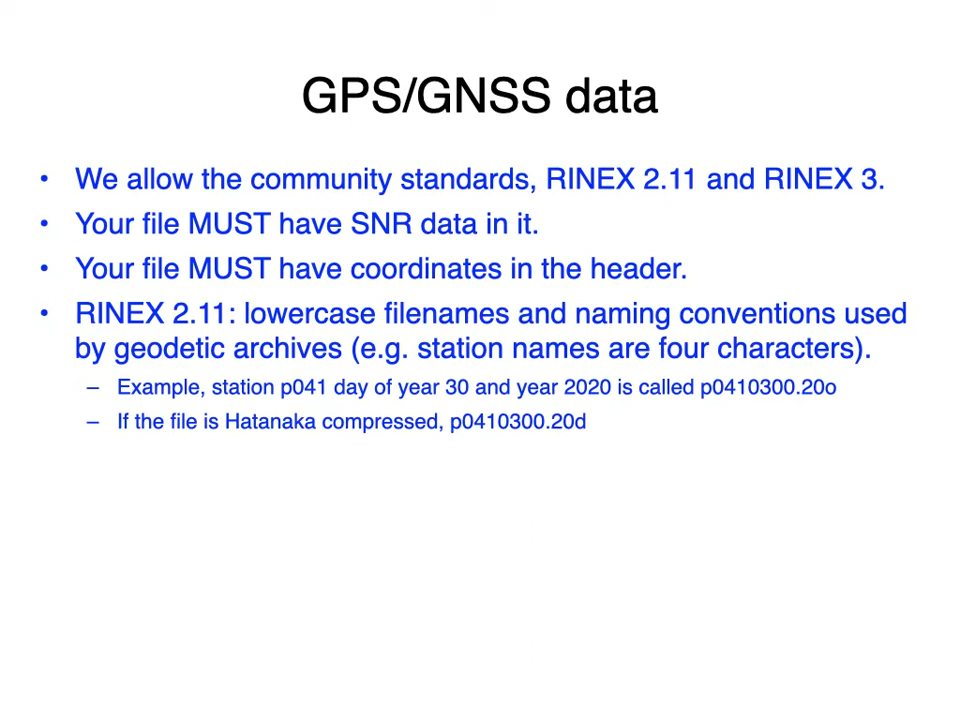 GPS/GNSS data
• We allow the community standards, RINEX 2.11 and RINEX 3.
• Your file MUST have SNR data in it.
• Your file MUST have coordinates in the header.
• RINEX 2.11: lowercase filenames and naming conventions used
by geodetic archives (e.g. station names are four characters).
– Example, station p041 day of year 30 and year 2020 is called p0410300.20o
– If the file is Hatanaka compressed, p0410300.20d